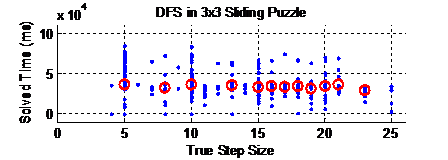 DFS in 3x3 Sliding Puzzle
x 10^4
10
5
0
Solved Time (ms)
0 5 10 15 20 25
True Step Size